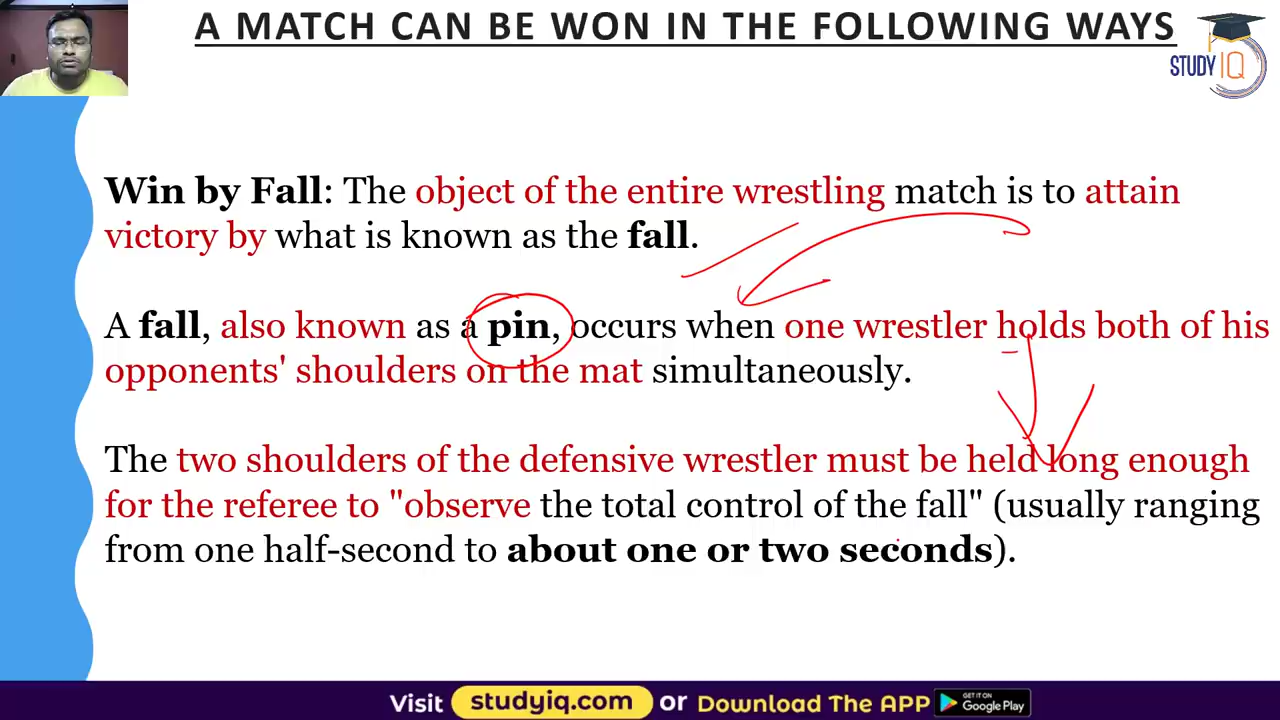 A MATCH CAN BE WON IN THE FOLLOWING WAYS
STUDY IQ
Win by Fall: The object of the entire wrestling match is to attain
victory by what is known as the fall.
A fall, also known as a pin, occurs when one wrestler holds both of his
opponents' shoulders on the mat simultaneously.
The two shoulders of the defensive wrestler must be held long enough
for the referee to "observe the total control of the fall" (usually ranging
from one half-second to about one or two seconds).
Visit studyiq.com or Download The APP GET IT ON Google Play